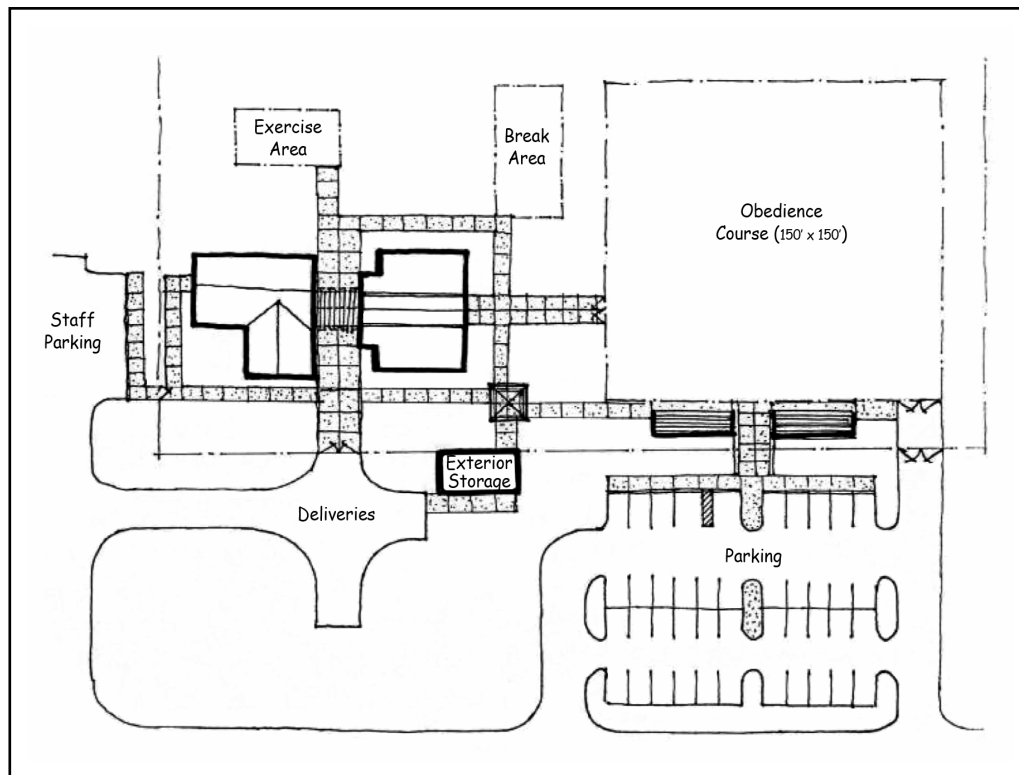 Exercise
Area
Break
Area
Obedience
Course (150' x 150')
Staff
Parking
Exterior
Storage
Deliveries
Parking